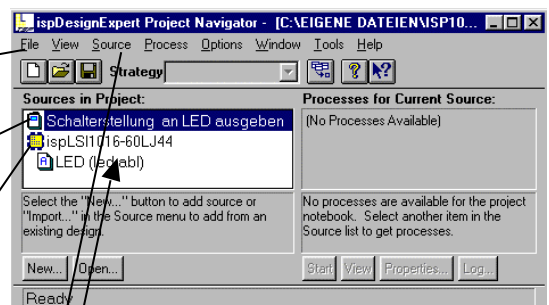 ispDesignExpert Project Navigator - [C:\EIGENE DATEIEN\ISP10...
File View Source Process Options Window Tools Help
Strategy
Sources in Project:
Processes for Current Source:
Schalterstellung an LED ausgeben
(No Processes Available)
ispLSI1016-60LJ44
LED (led.abl)
Select the "New..." button to add source or
"Import..." in the Source menu to add from an
existing design.
No processes are available for the project
notebook. Select another item in the
Source list to get processes.
New... Open... Start View Properties... Log...
Ready